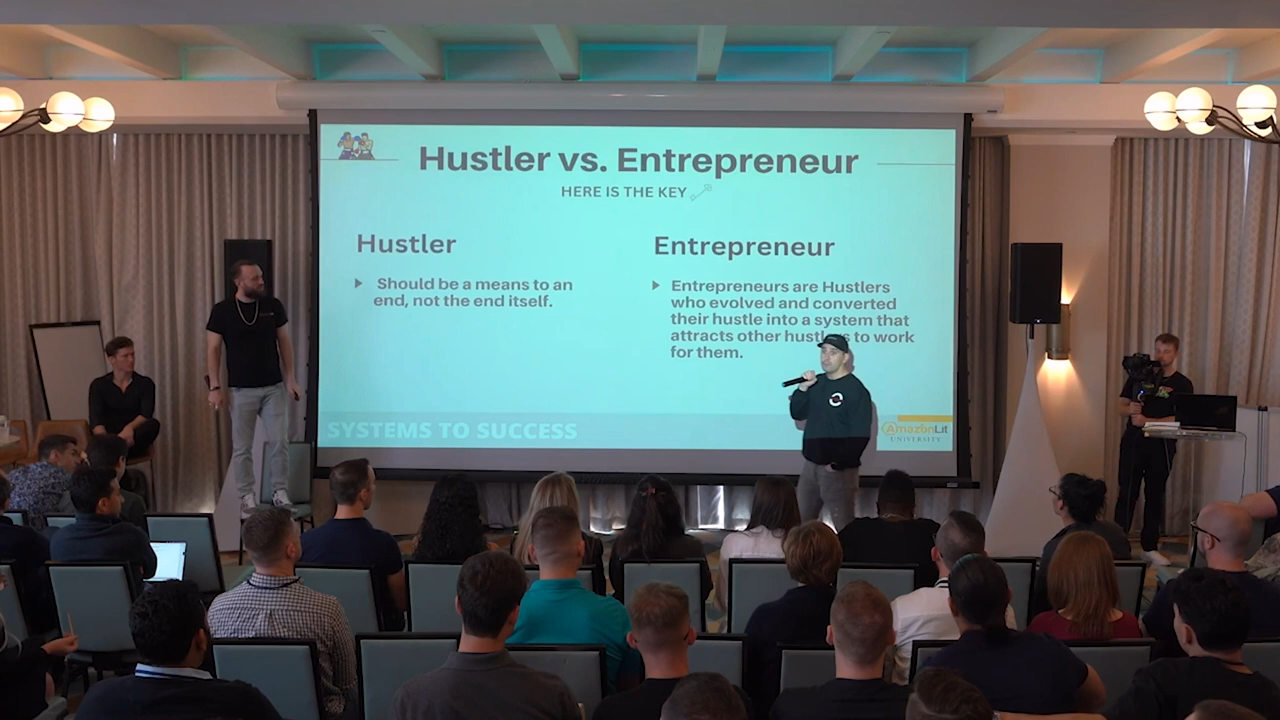 Hustler vs. Entrepreneur
HERE IS THE KEY
Hustler
Should be a means to an
end, not the end itself.
Entrepreneur
Entrepreneurs are Hustlers
who evolved and converted
their hustle into a system that
attracts other to work
for them.
SYSTEMS TO SUCCESS
AmazonLit
UNIVERSITY